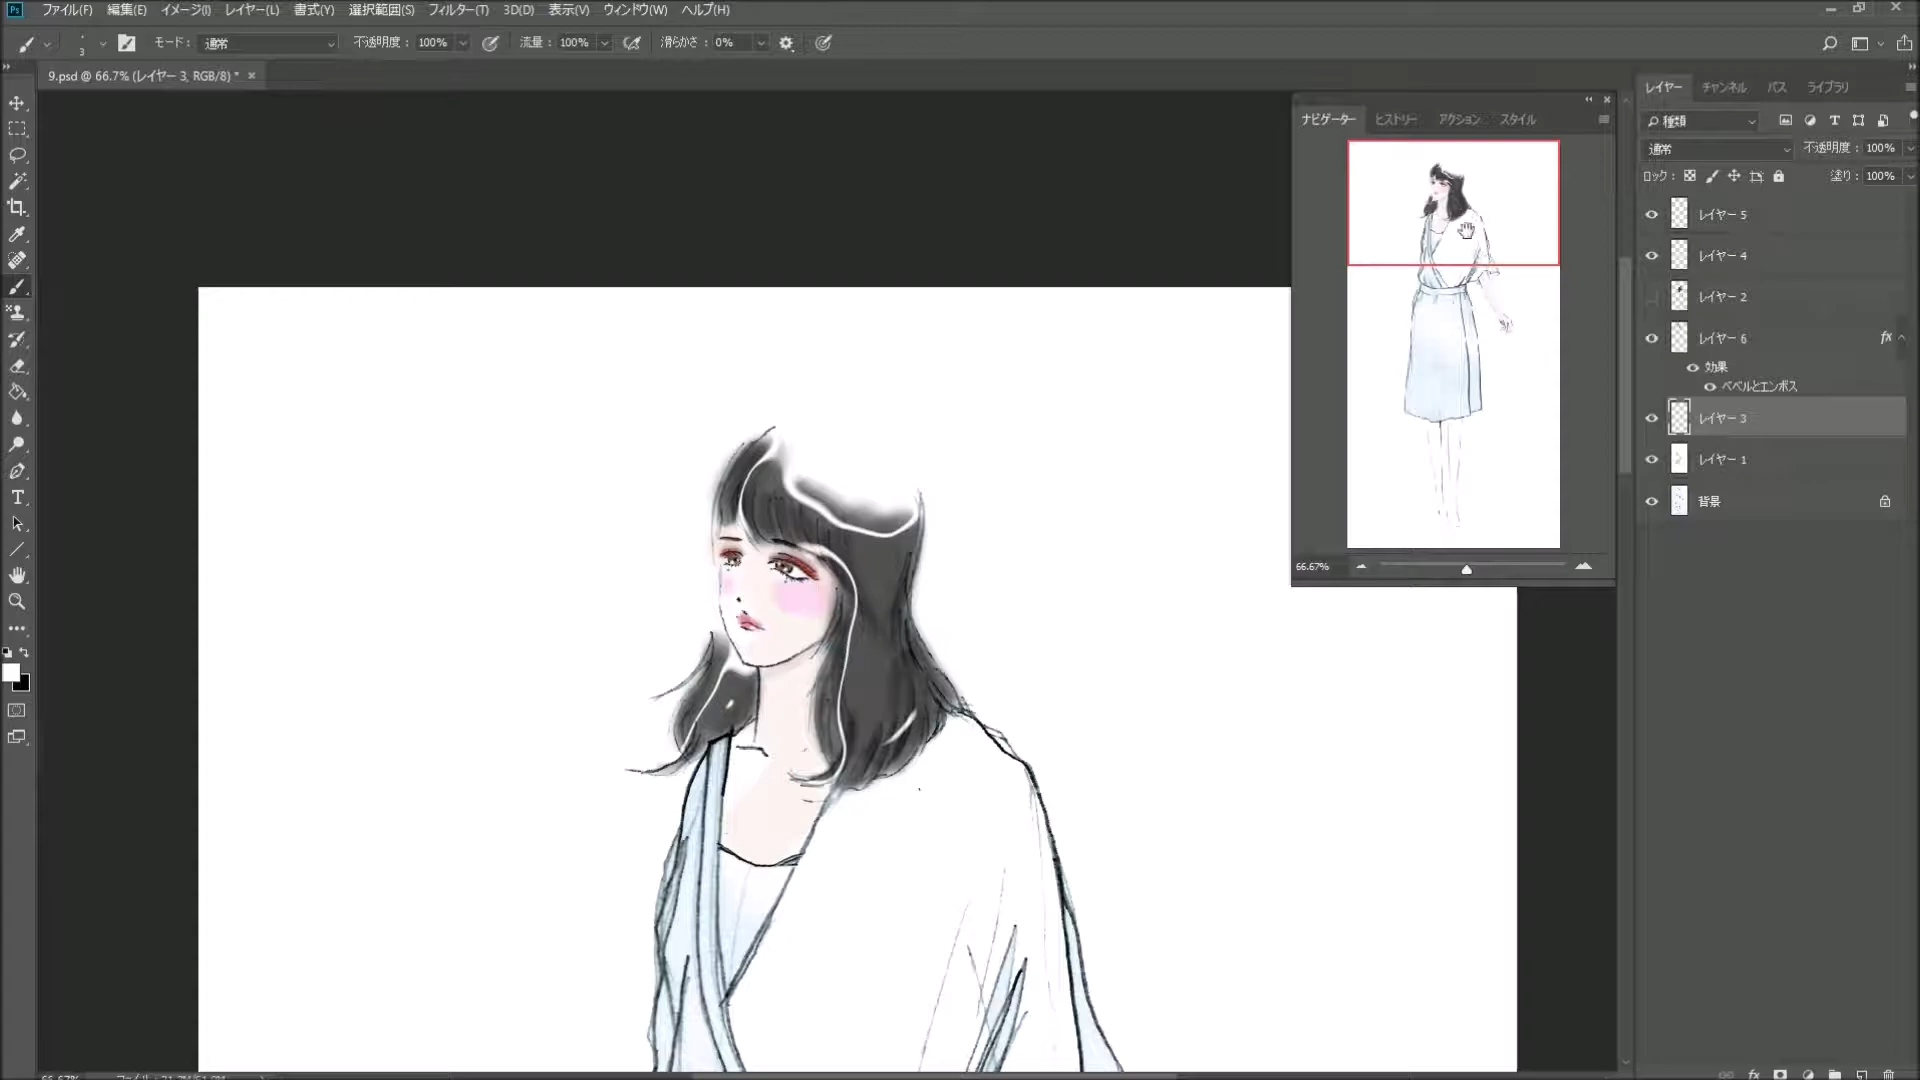 Ps ファイル(F) 編集(E) イメージ(I) レイヤー(L) 書式(Y) 選択範囲(S) フィルター(T) 3D(D) 表示(V) ウィンドウ(W) ヘルプ(H)
3 モード： 通常 不透明度： 100% 流量： 100% 滑らかさ： 0%
9.psd @ 66.7% (レイヤー 3, RGB/8) *
ナビゲーター ヒストリー アクション スタイル
66.67%
レイヤー チャンネル パス ライブラリ
種類
通常 不透明度： 100%
ロック： 塗り： 100%
レイヤー 5
レイヤー 4
レイヤー 2
レイヤー 6 fx
効果
ベベルとエンボス
レイヤー 3
レイヤー 1
背景